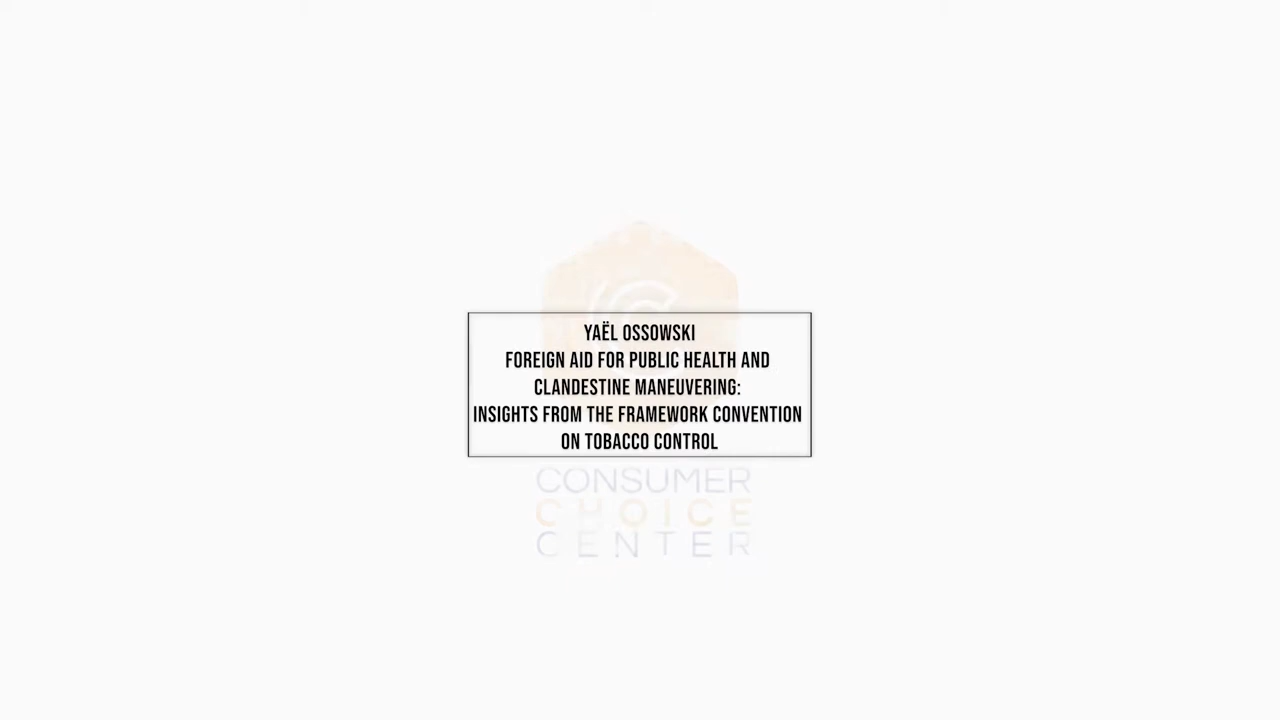 YAËL OSSOWSKI
FOREIGN AID FOR PUBLIC HEALTH AND
CLANDESTINE MANEUVERING:
INSIGHTS FROM THE FRAMEWORK CONVENTION
ON TOBACCO CONTROL
CONSUMER
CHOICE
CENTER